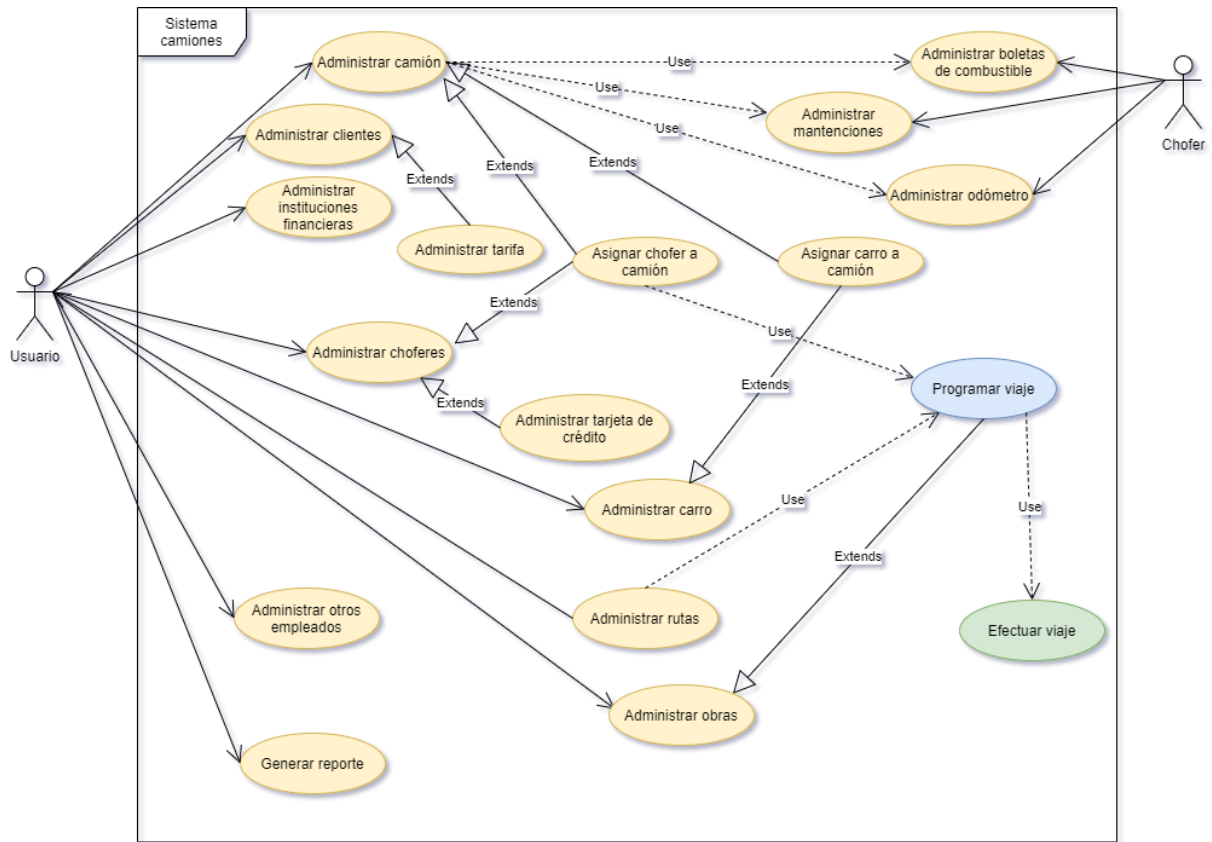 Sistema
camiones
Administrar camión
Use
Administrar boletas
de combustible
Use
Administrar
mantenciones
Chofer
Administrar clientes
Use
Extends
Extends
Extends
Administrar
instituciones
financieras
Administrar odómetro
Administrar tarifa
Asignar chofer a
camión
Asignar carro a
camión
Extends
Use
Usuario
Administrar choferes
Extends
Programar viaje
Extends
Administrar tarjeta de
crédito
Use
Use
Administrar carro
Extends
Administrar otros
empleados
Administrar rutas
Efectuar viaje
Administrar obras
Generar reporte